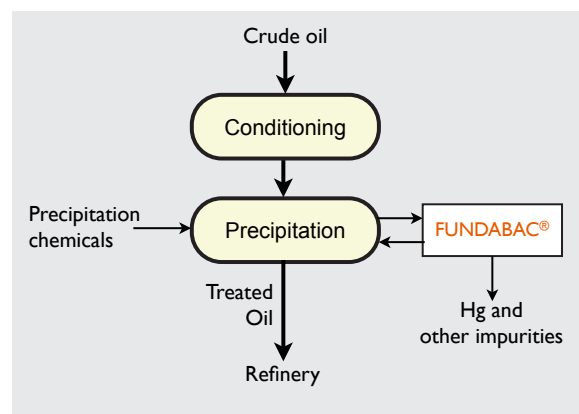 Crude oil
Conditioning
Precipitation
chemicals
Precipitation
FUNDABAC®
Treated
Oil
Hg and
other impurities
Refinery